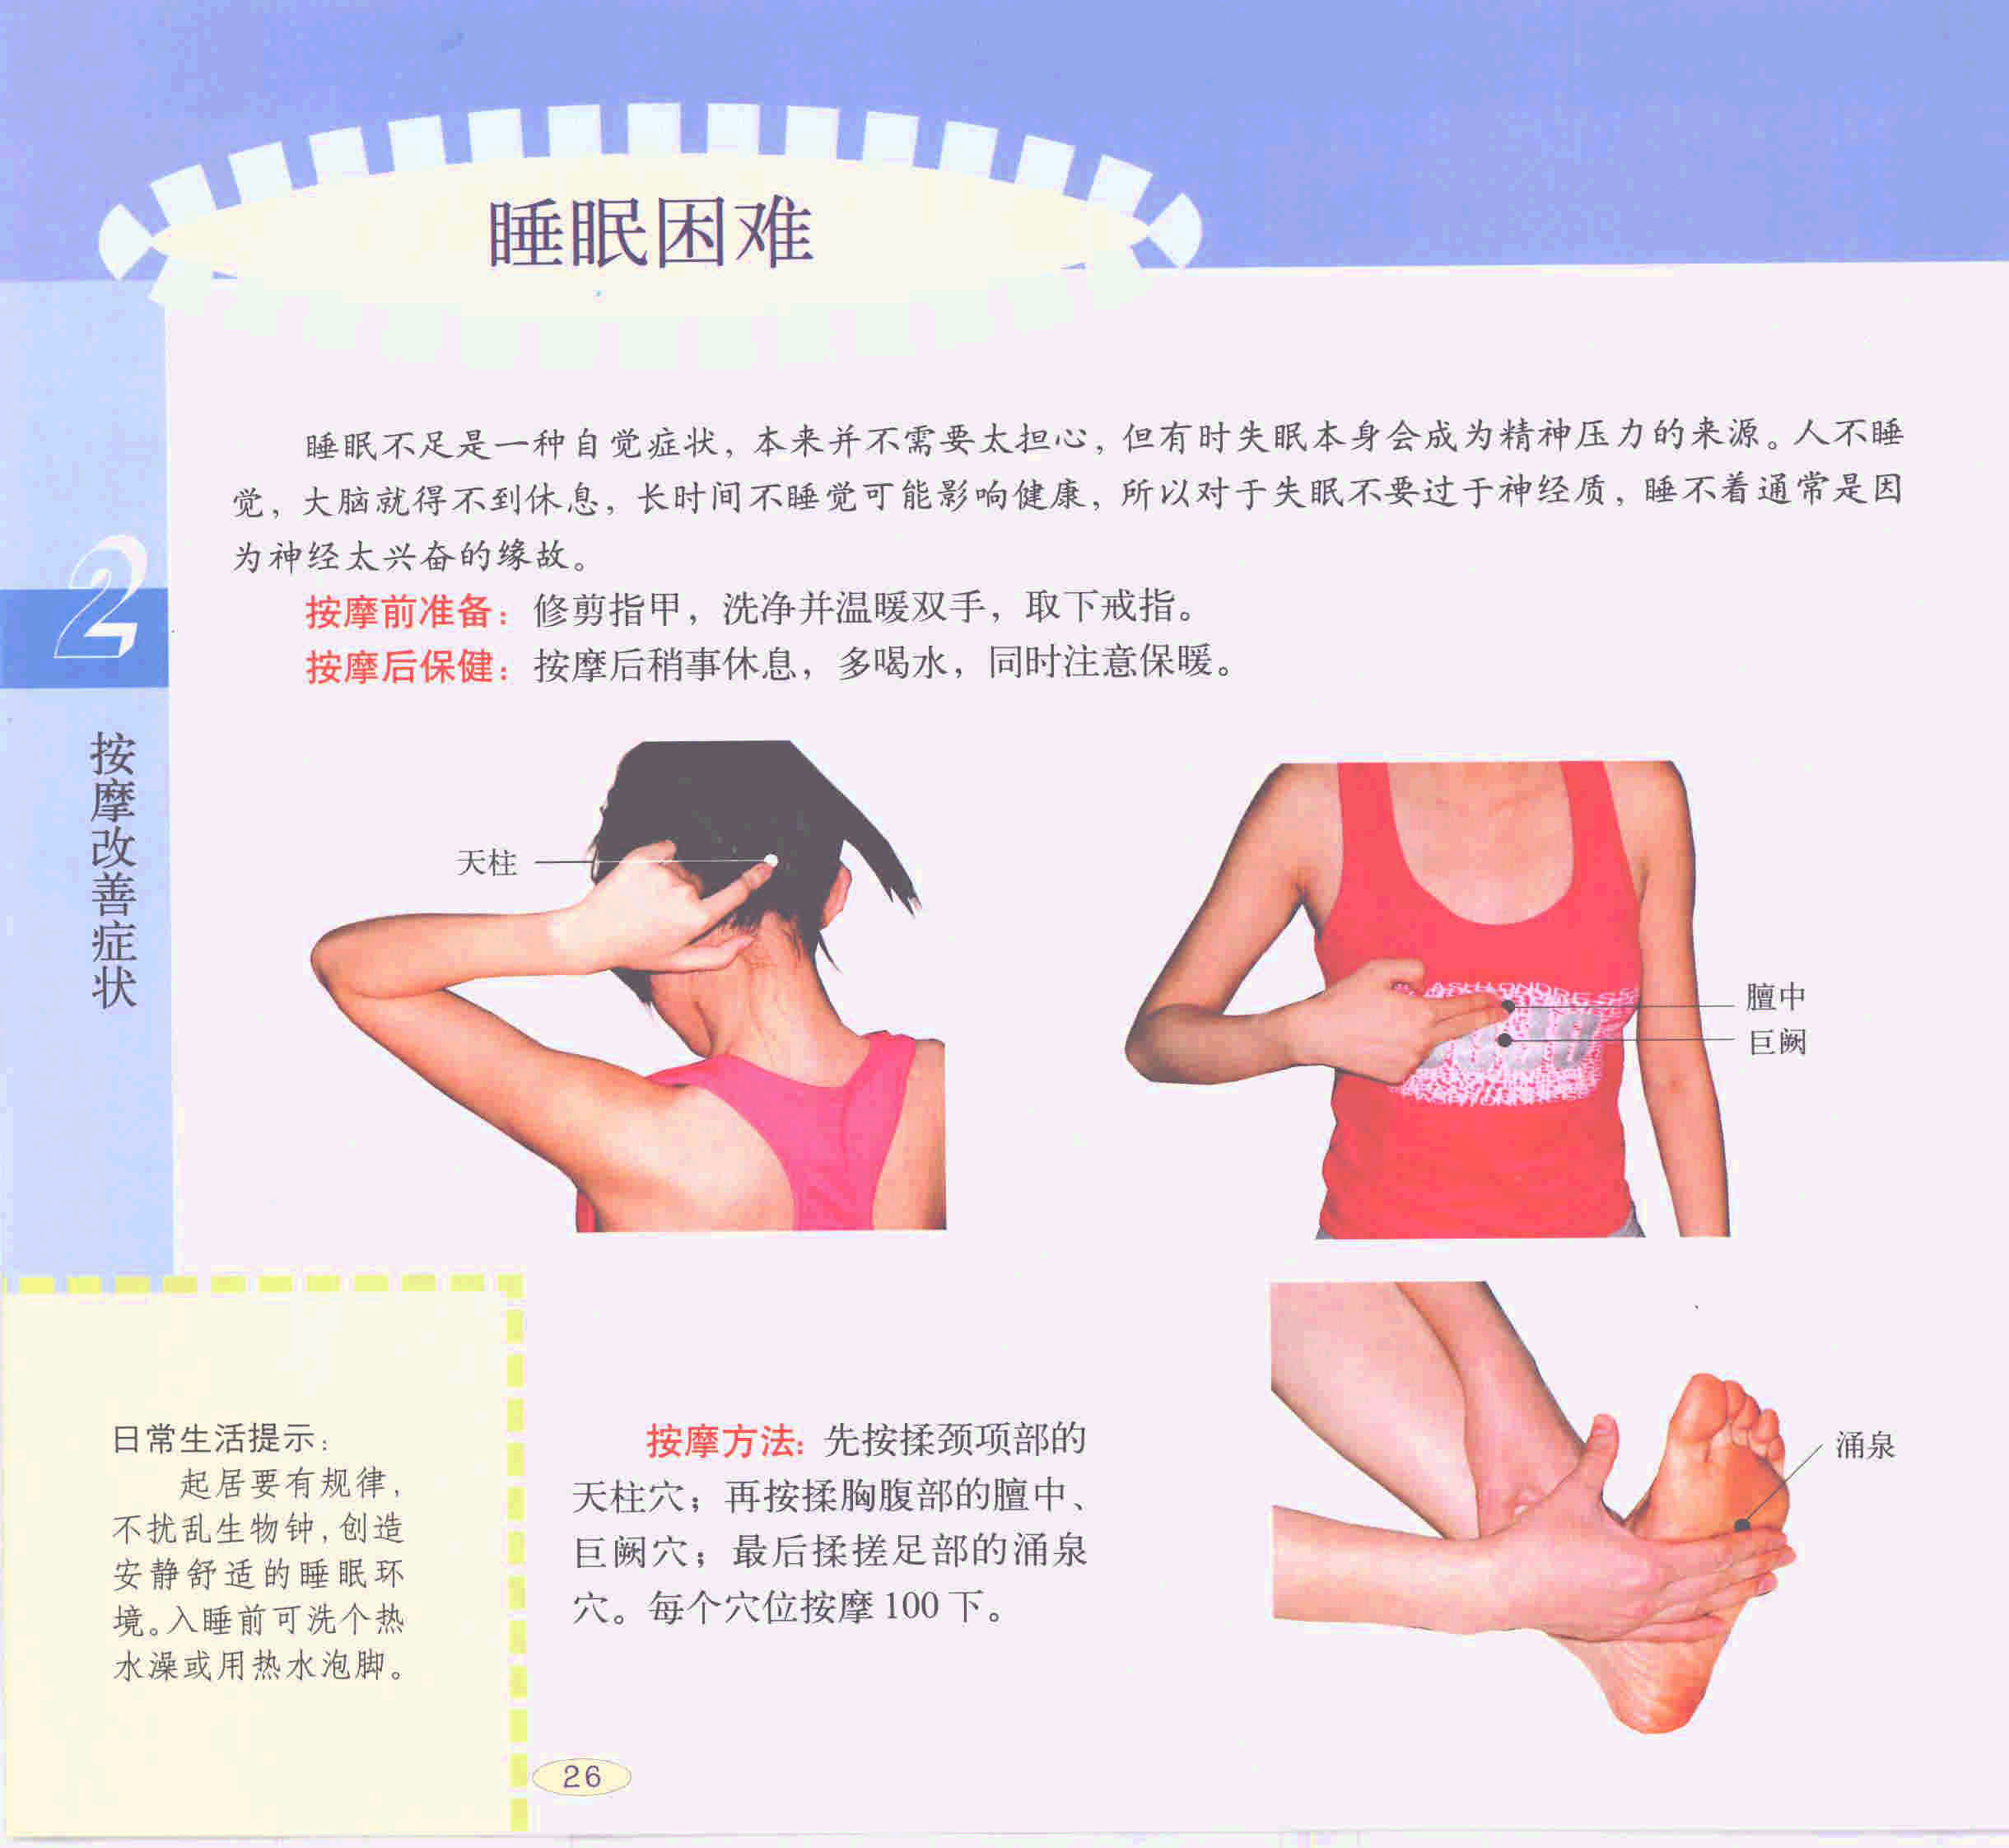 睡眠困难
睡眠不足是一种自觉症状，本来并不需要太担心，但有时失眠本身会成为精神压力的来源。人不睡
觉，大脑就得不到休息，长时间不睡觉可能影响健康，所以对于失眠不要过于神经质，睡不着通常是因
为神经太兴奋的缘故。
按摩前准备：修剪指甲，洗净并温暖双手，取下戒指。
按摩后保健：按摩后稍事休息，多喝水，同时注意保暖。
2
按摩改善症状
天柱
膻中
巨阙
涌泉
日常生活提示：
起居要有规律，
不扰乱生物钟，创造
安静舒适的睡眠环
境。入睡前可洗个热
水澡或用热水泡脚。
按摩方法：先按揉颈项部的
天柱穴；再按揉胸腹部的膻中、
巨阙穴；最后揉搓足部的涌泉
穴。每个穴位按摩100下。
26